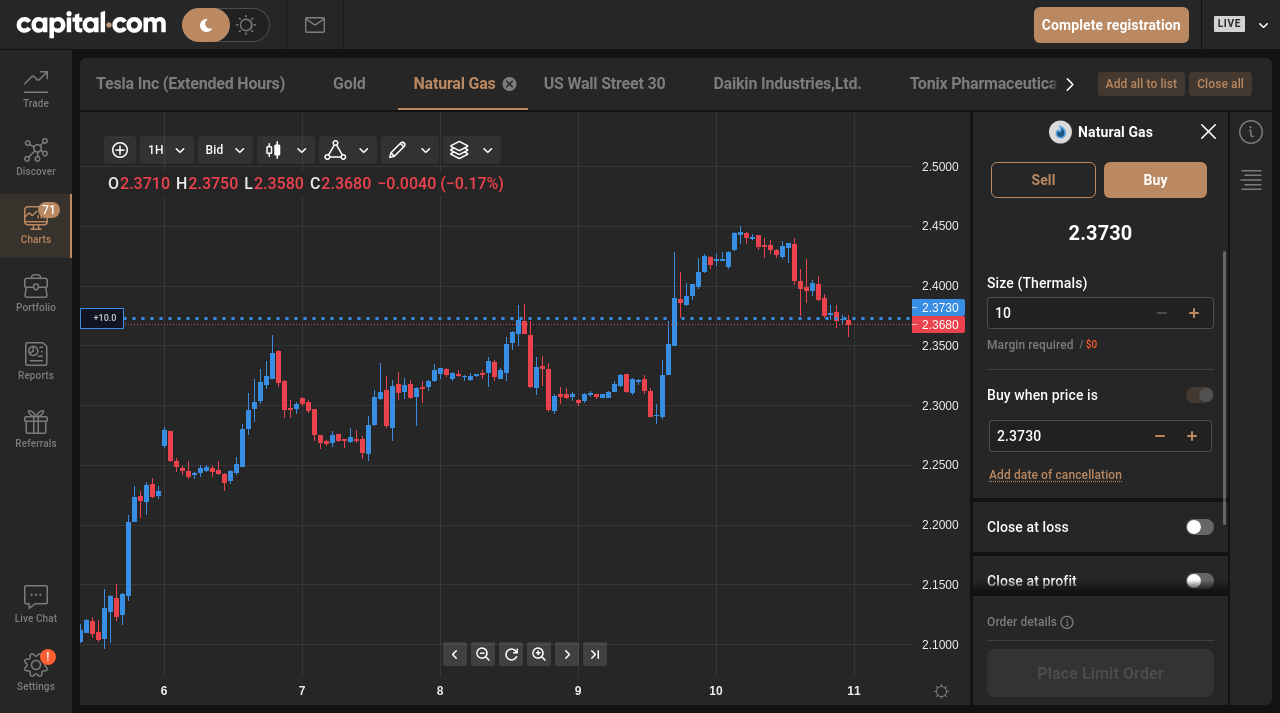 capital.com
Complete registration
LIVE
Trade
Discover
71
Charts
Portfolio
Reports
Referrals
Live Chat
!
Settings
Tesla Inc (Extended Hours)
Gold
Natural Gas
US Wall Street 30
Daikin Industries,Ltd.
Tonix Pharmaceutica
Add all to list
Close all
1H
Bid
O2.3710 H2.3750 L2.3580 C2.3680 −0.0040 (−0.17%)
+10.0
2.5000
2.4500
2.4000
2.3730
2.3680
2.3500
2.3000
2.2500
2.2000
2.1500
2.1000
6
7
8
9
10
11
Natural Gas
Sell
Buy
2.3730
Size (Thermals)
10
Margin required / $0
Buy when price is
2.3730
Add date of cancellation
Close at loss
Close at profit
Order details
Place Limit Order